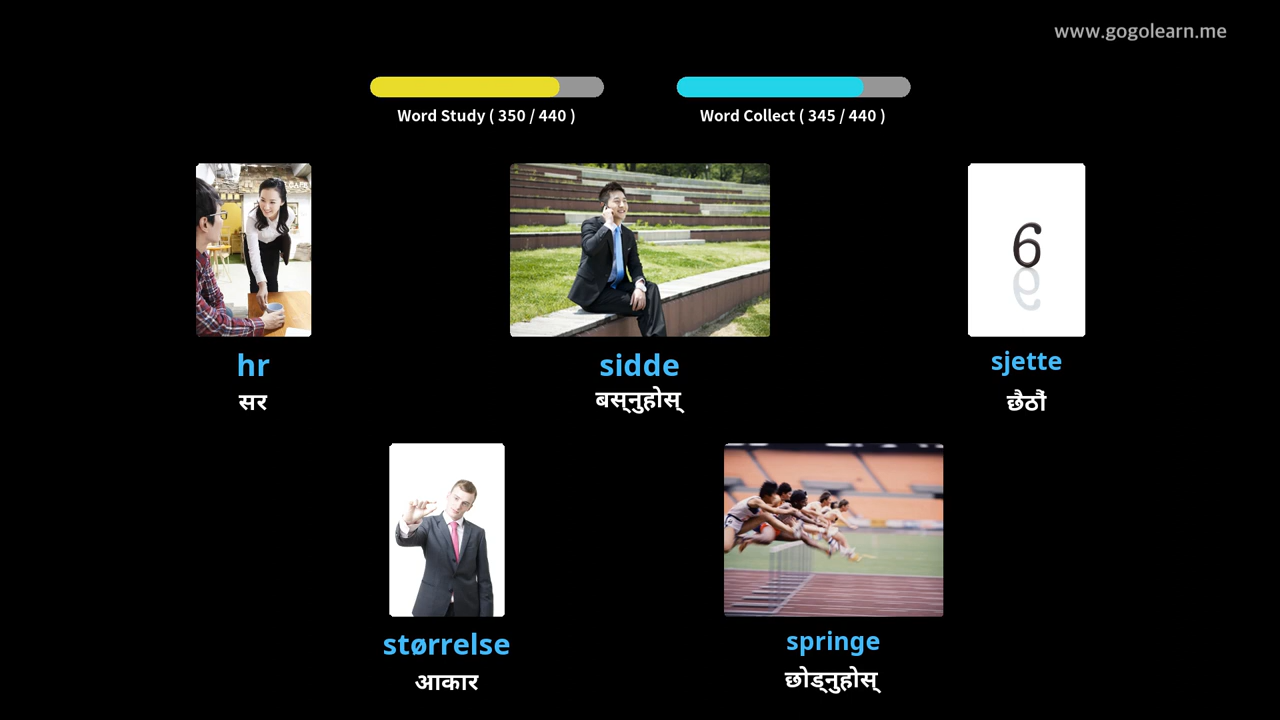 www.gogolearn.me
Word Study ( 350 / 440 )
Word Collect ( 345 / 440 )
6
hr
सर
sidde
बस्नुहोस्
sjette
छैठौं
størrelse
आकार
springe
छोड्नुहोस्